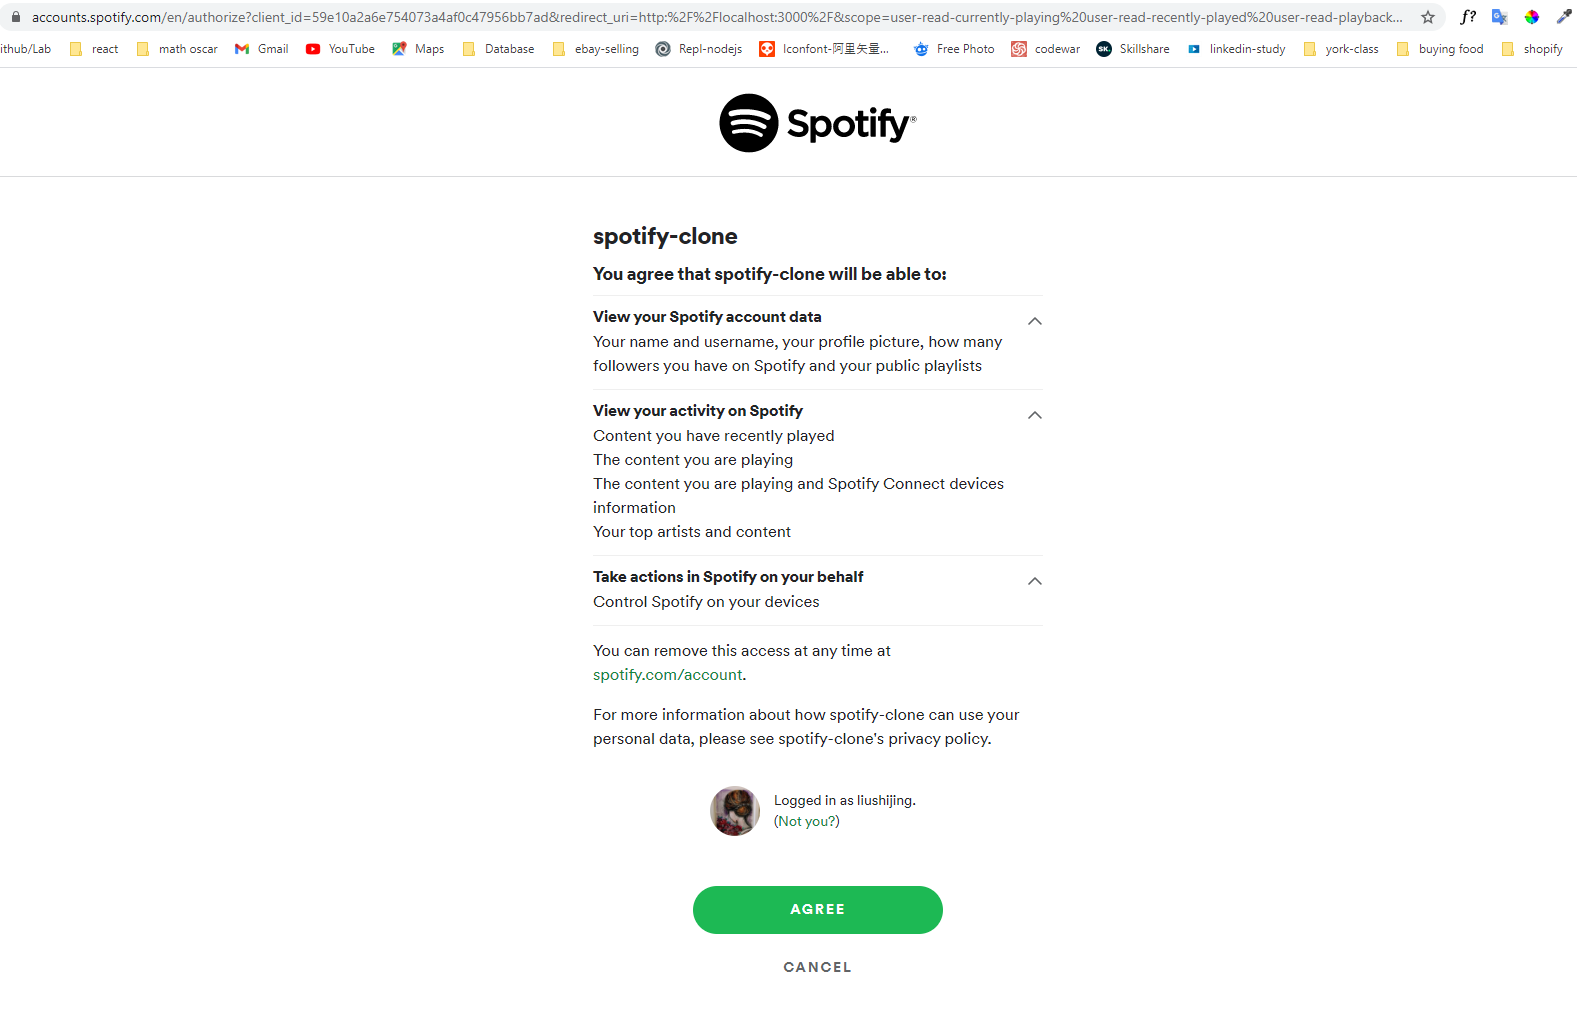 accounts.spotify.com/en/authorize?client_id=59e10a2a6e754073a4af0c47956bb7ad&redirect_uri=http:%2F%2Flocalhost:3000%2F&scope=user-read-currently-playing%20user-read-recently-played%20user-read-playback... f?
ithub/Lab react math oscar Gmail YouTube Maps Database ebay-selling Repl-nodejs Iconfont-阿里巴矢量... Free Photo codewar SK. Skillshare linkedin-study york-class buying food shopify
Spotify®
spotify-clone
You agree that spotify-clone will be able to:
View your Spotify account data
Your name and username, your profile picture, how many
followers you have on Spotify and your public playlists
View your activity on Spotify
Content you have recently played
The content you are playing
The content you are playing and Spotify Connect devices
information
Your top artists and content
Take actions in Spotify on your behalf
Control Spotify on your devices
You can remove this access at any time at
spotify.com/account.
For more information about how spotify-clone can use your
personal data, please see spotify-clone's privacy policy.
Logged in as liushijing.
(Not you?)
AGREE
CANCEL